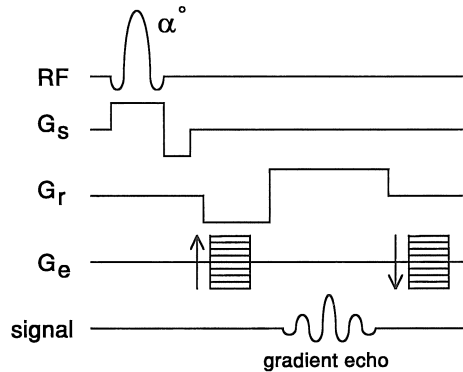 α°
RF
Gs
Gr
Ge
signal
gradient echo